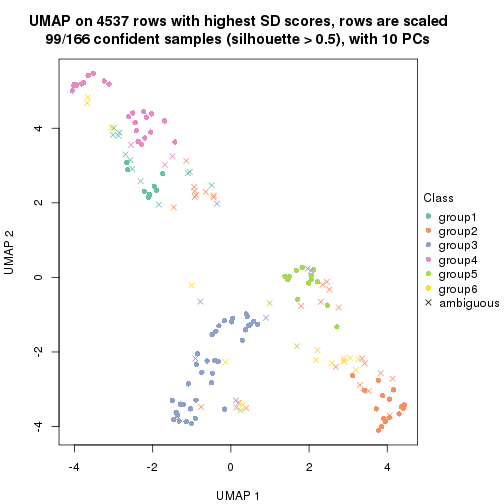 UMAP on 4537 rows with highest SD scores, rows are scaled
99/166 confident samples (silhouette > 0.5), with 10 PCs
UMAP 2
4
2
0
-2
-4
-4
-2
0
2
4
UMAP 1
Class
group1
group2
group3
group4
group5
group6
ambiguous